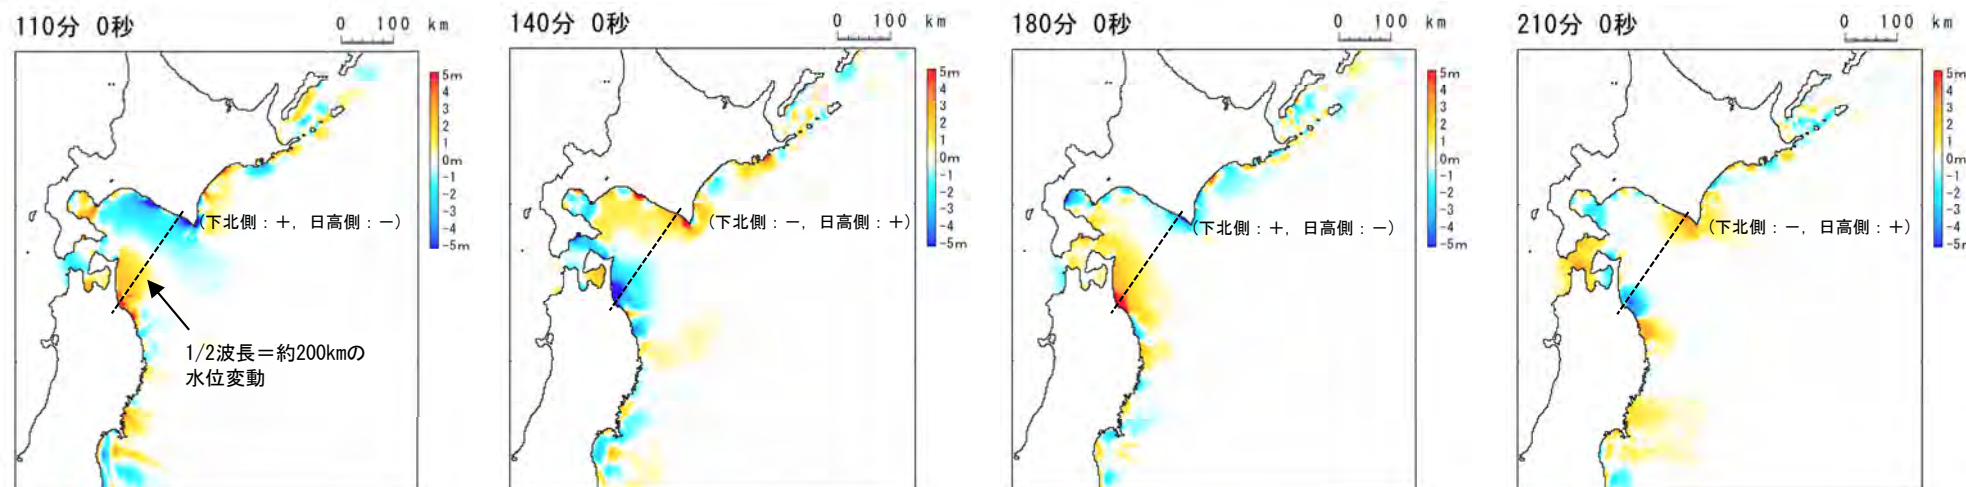 110分 0秒
0 100 km
5m
4
3
2
1
0m
-1
-2
-3
-4
-5m
(下北側：＋，日高側：－)
1/2波長＝約200kmの
水位変動
140分 0秒
0 100 km
5m
4
3
2
1
0m
-1
-2
-3
-4
-5m
(下北側：－，日高側：＋)
180分 0秒
0 100 km
5m
4
3
2
1
0m
-1
-2
-3
-4
-5m
(下北側：＋，日高側：－)
210分 0秒
0 100 km
5m
4
3
2
1
0m
-1
-2
-3
-4
-5m
(下北側：－，日高側：＋)